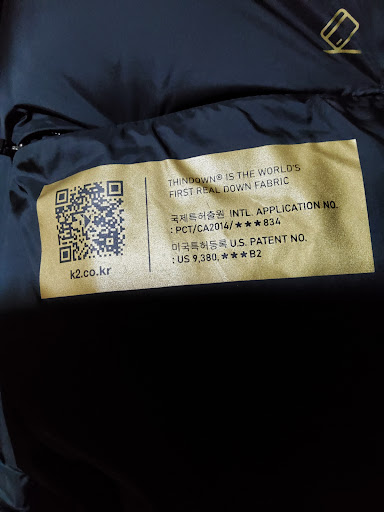 THINDOWN® IS THE WORLD'S
FIRST REAL DOWN FABRIC
국제특허출원 INTL. APPLICATION NO.
: PCT/CA2014/★★★834
미국특허등록 U.S. PATENT NO.
: US 9,380,★★★B2
k2.co.kr